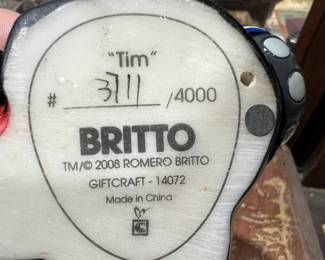 "Tim"
# 3711 /4000
BRITTO
TM/© 2008 ROMERO BRITTO
GIFTCRAFT - 14072
Made in China